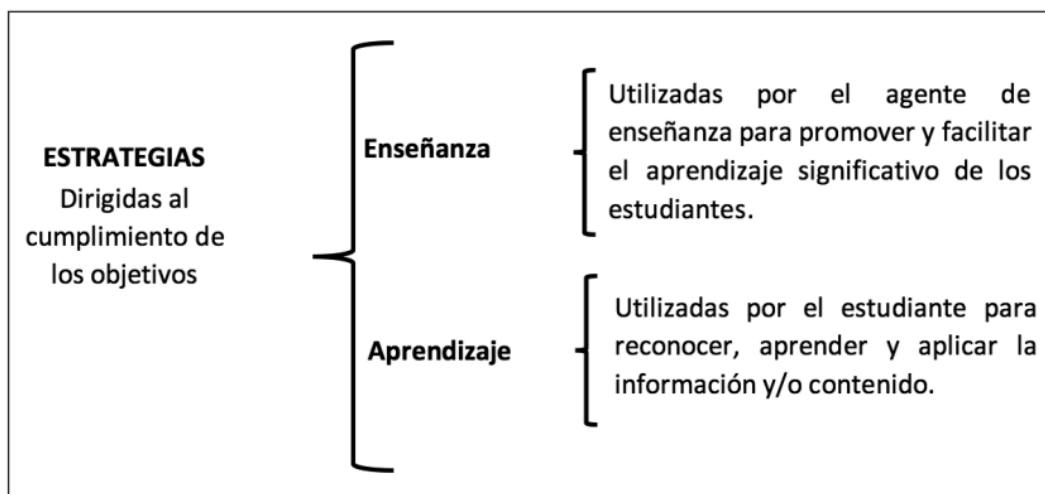 ESTRATEGIAS
Dirigidas al
cumplimiento de
los objetivos
Enseñanza
Utilizadas por el agente de
enseñanza para promover y facilitar
el aprendizaje significativo de los
estudiantes.
Aprendizaje
Utilizadas por el estudiante para
reconocer, aprender y aplicar la
información y/o contenido.